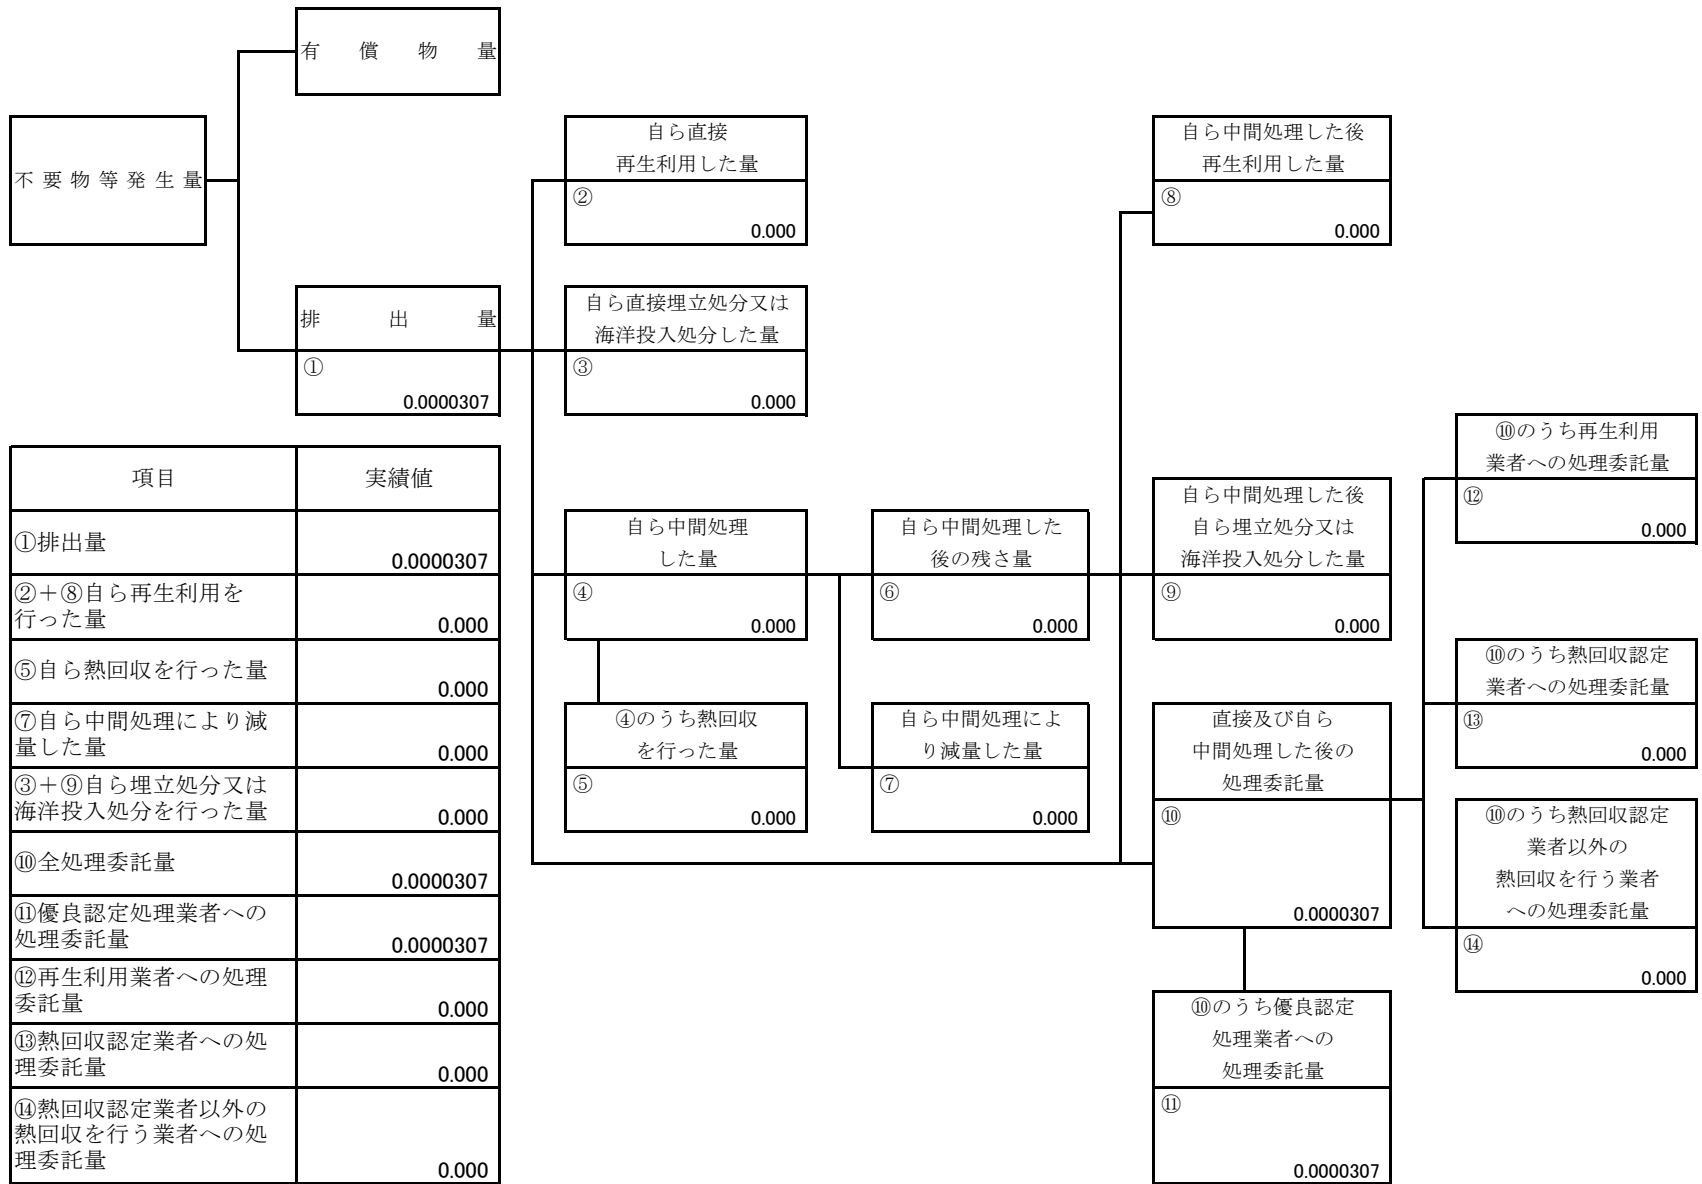 有償物量
不要物等発生量
排出量
①
0.0000307
自ら直接
再生利用した量
②
0.000
自ら直接埋立処分又は
海洋投入処分した量
③
0.000
自ら中間処理
した量
④
0.000
④のうち熱回収
を行った量
⑤
0.000
自ら中間処理した
後の残さ量
⑥
0.000
自ら中間処理によ
り減量した量
⑦
0.000
自ら中間処理した後
再生利用した量
⑧
0.000
自ら中間処理した後
自ら埋立処分又は
海洋投入処分した量
⑨
0.000
直接及び自ら
中間処理した後の
処理委託量
⑩
0.0000307
⑩のうち優良認定
処理業者への
処理委託量
⑪
0.0000307
⑩のうち再生利用
業者への処理委託量
⑫
0.000
⑩のうち熱回収認定
業者への処理委託量
⑬
0.000
⑩のうち熱回収認定
業者以外の
熱回収を行う業者
への処理委託量
⑭
0.000
項目 実績値
①排出量
0.0000307
②＋⑧自ら再生利用を
行った量
0.000
⑤自ら熱回収を行った量
0.000
⑦自ら中間処理により減
量した量
0.000
③＋⑨自ら埋立処分又は
海洋投入処分を行った量
0.000
⑩全処理委託量
0.0000307
⑪優良認定処理業者への
処理委託量
0.0000307
⑫再生利用業者への処理
委託量
0.000
⑬熱回収認定業者への処
理委託量
0.000
⑭熱回収認定業者以外の
熱回収を行う業者への処
理委託量
0.000